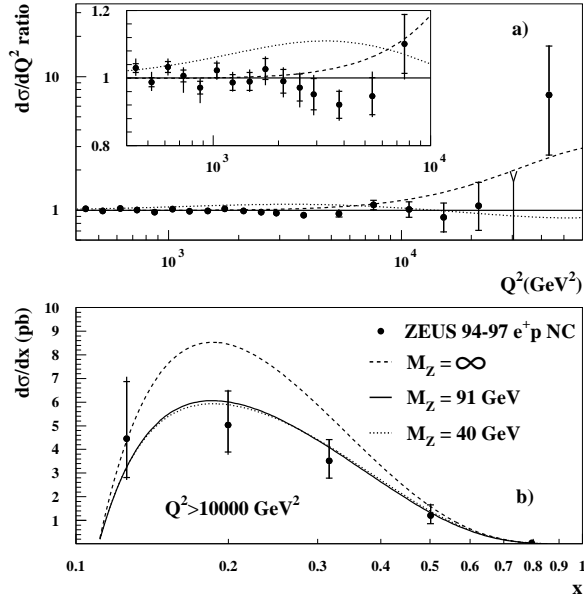 dσ/dQ² ratio
a)
1.2
1
0.8
10³
10⁴
10
1
10³
10⁴
Q²(GeV²)
dσ/dx (pb)
10
9
8
7
6
5
4
3
2
1
ZEUS 94-97 e⁺p NC
M_Z = ∞
M_Z = 91 GeV
M_Z = 40 GeV
Q²>10000 GeV²
b)
0.1 0.2 0.3 0.4 0.5 0.6 0.7 0.8 0.9 1
x